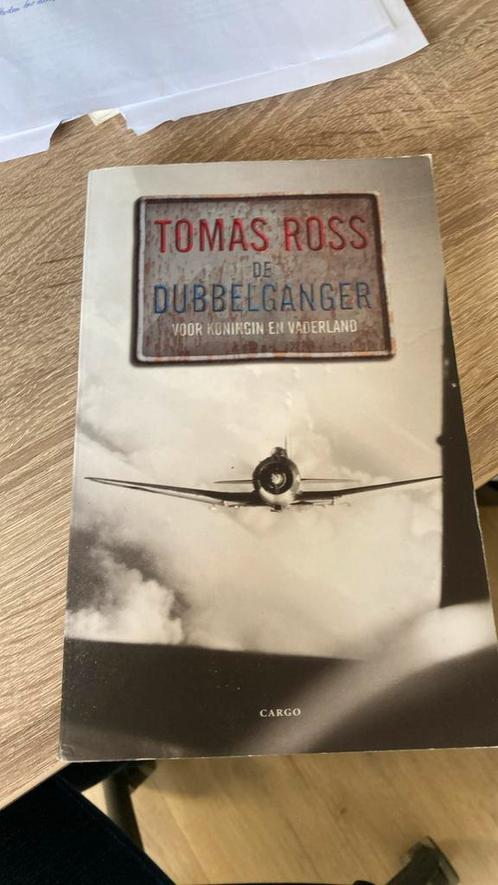 TOMAS ROSS
DE
DUBBELGANGER
VOOR KONINGIN EN VADERLAND
CARGO